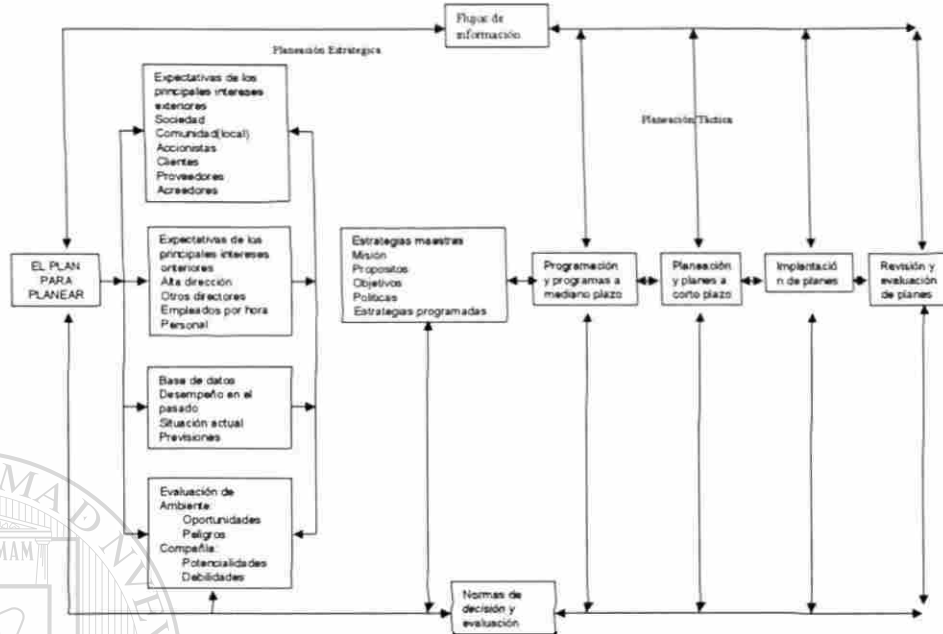 Flujos de
información
Planeación Estrategica
Expectativas de los
principales intereses
exteriores
Sociedad
Comunidad(local)
Accionistas
Clientes
Proveedores
Acreedores
Planeación Táctica
EL PLAN
PARA
PLANEAR
Expectativas de los
principales intereses
interiores
Alta dirección
Otros directores
Empleados por hora
Personal
Estrategias maestras
Misión
Propositos
Objetivos
Politicas
Estrategias programadas
Programación
y programas a
mediano plazo
Planeación
y planes a
corto plazo
Implantació
n de planes
Revisión y
evaluación
de planes
Base de datos
Desempeño en el
pasado
Situación actual
Previsiones
Evaluación de
Ambiente:
Oportunidades
Peligros
Compañía:
Potencialidades
Debilidades
Normas de
decisión y
evaluación